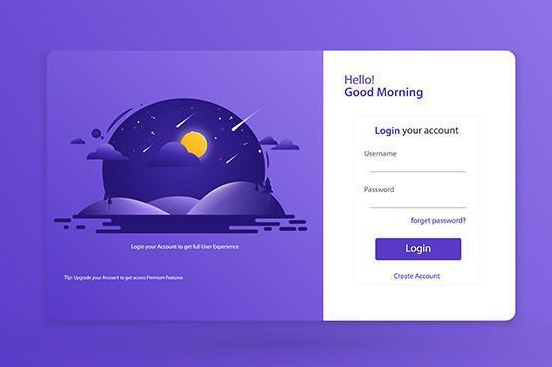 Hello!
Good Morning
Login your account
Username
Password
forget password?
Login
Create Account
Login your Account to get full User Experience
Tip: Upgrade your Account to get access Premium Features